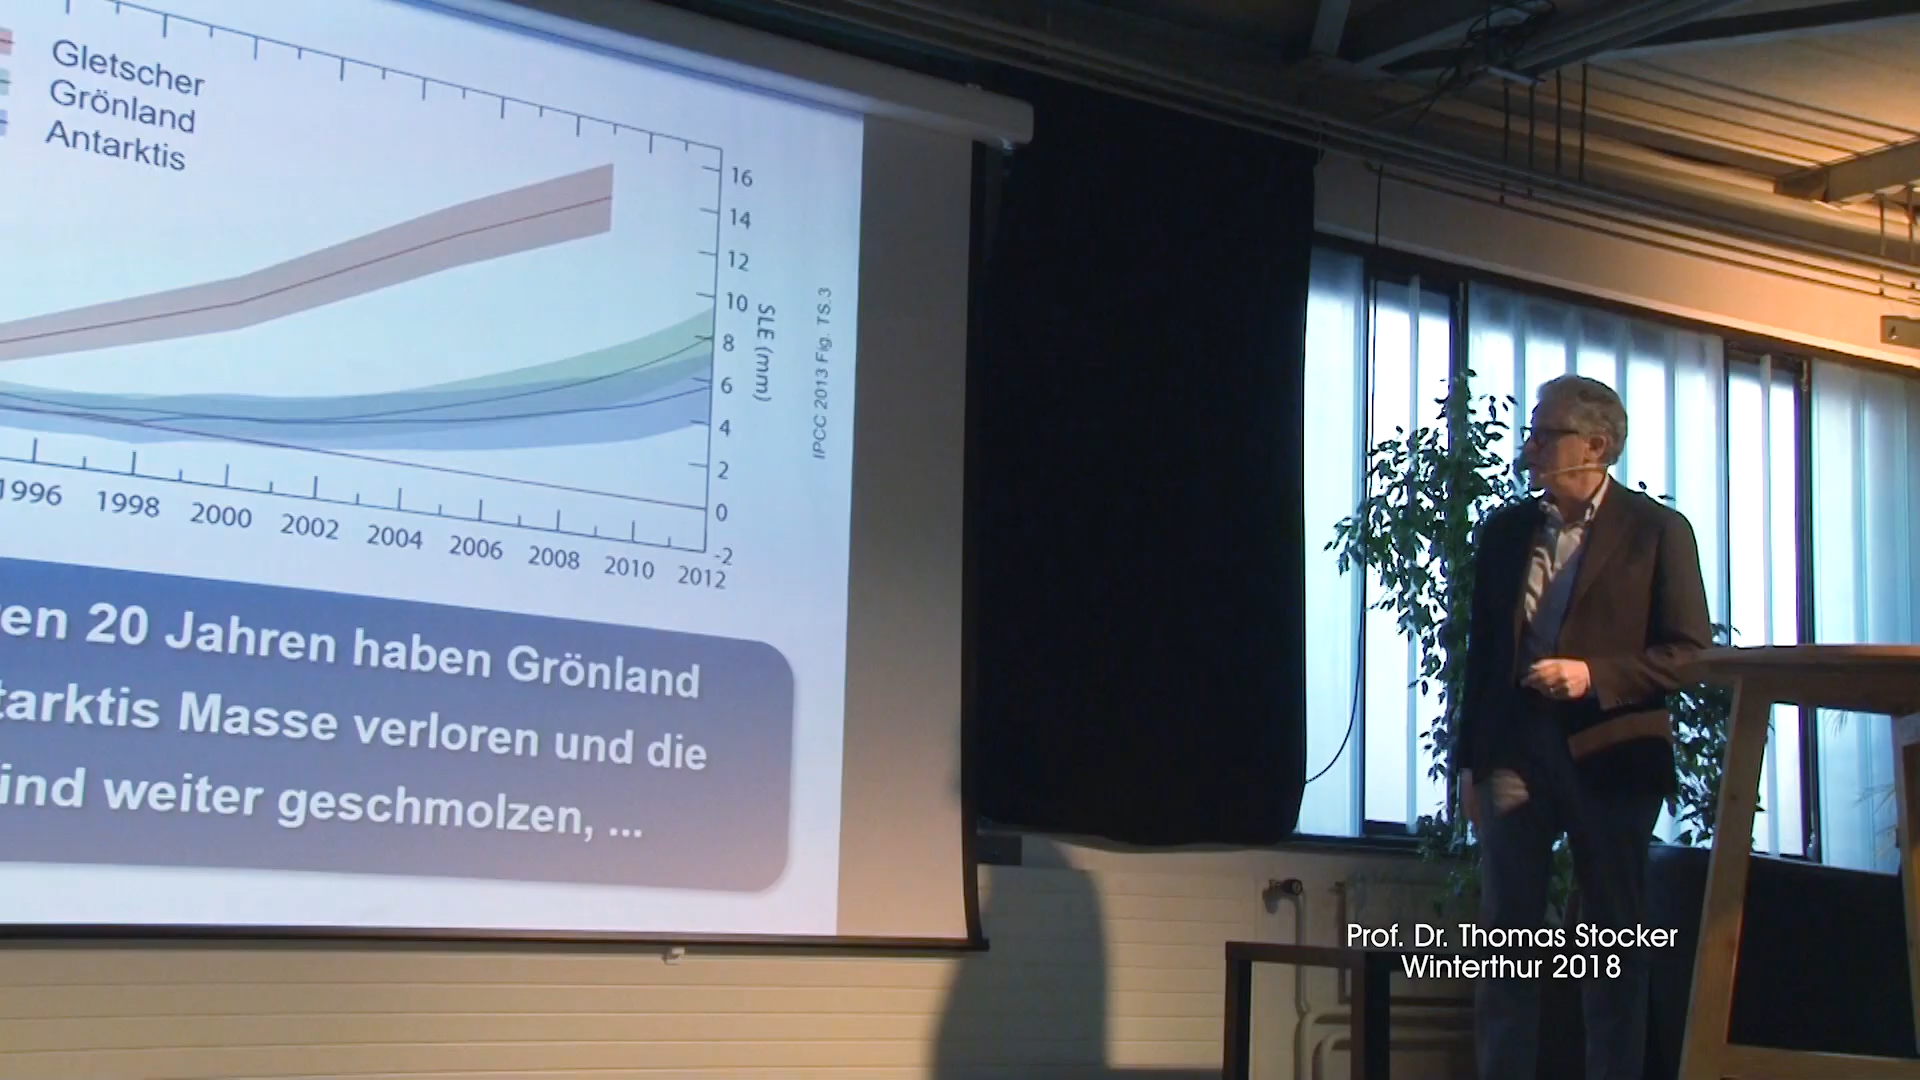 Gletscher
Grönland
Antarktis
16
14
12
10
8
6
4
2
0
-2
SLE (mm)
IPCC 2013 Fig. TS.3
1996 1998 2000 2002 2004 2006 2008 2010 2012
en 20 Jahren haben Grönland
tarktis Masse verloren und die
ind weiter geschmolzen, ...
Prof. Dr. Thomas Stocker
Winterthur 2018